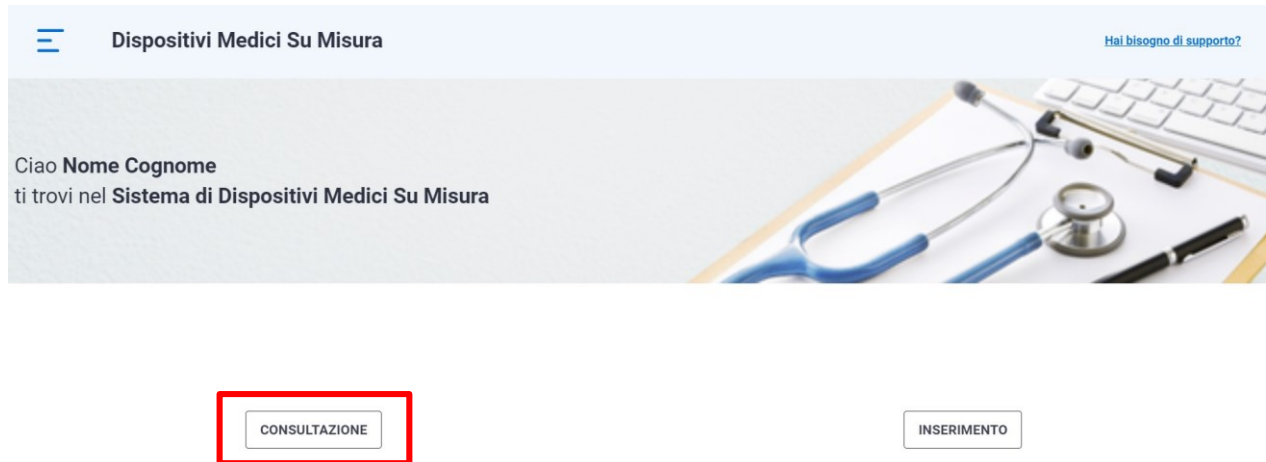 Dispositivi Medici Su Misura
Hai bisogno di supporto?
Ciao Nome Cognome
ti trovi nel Sistema di Dispositivi Medici Su Misura
CONSULTAZIONE
INSERIMENTO